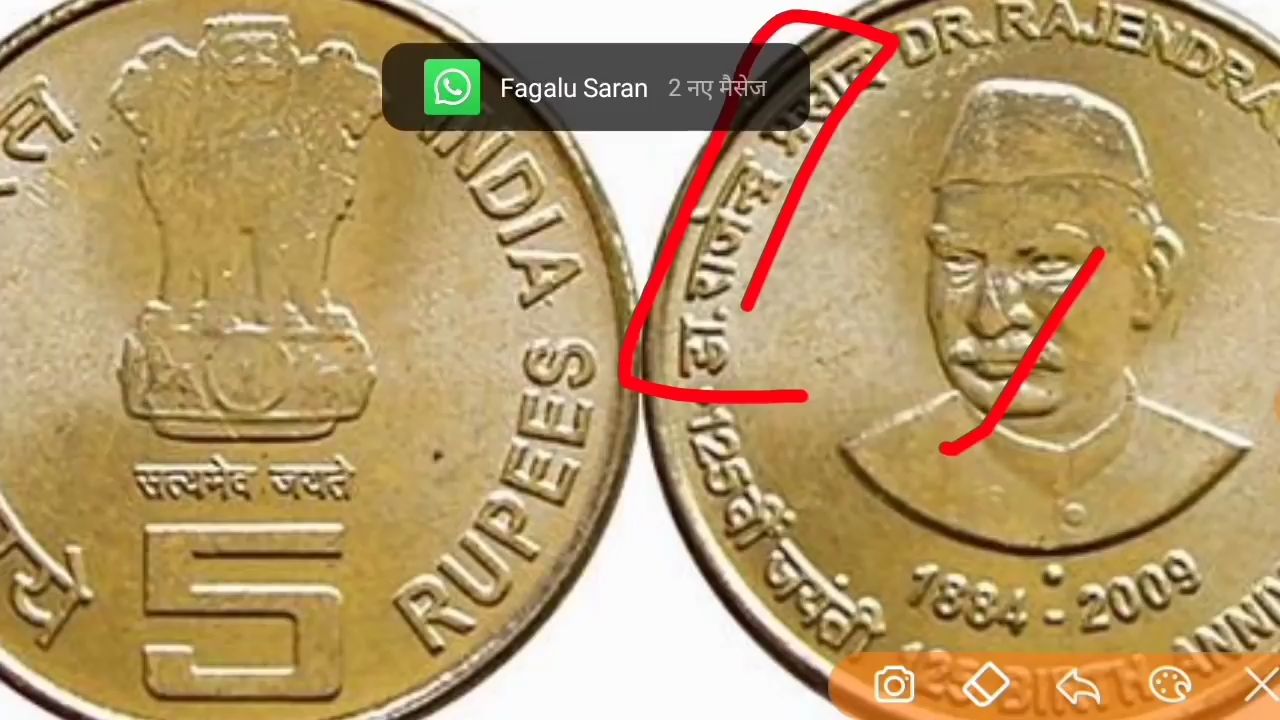 INDIA
RUPEES
सत्यमेव जयते
5
Fagalu Saran 2 नए मैसेज
डा. राजेन्द्र प्रसाद
DR. RAJENDRA
125वीं जयंती
1884 - 2009